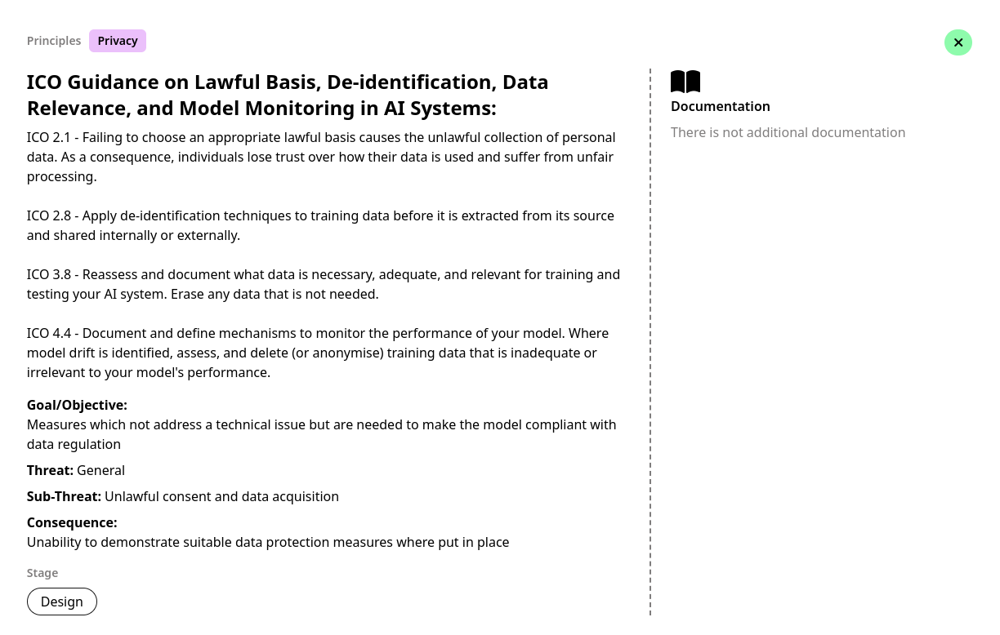 Principles Privacy
ICO Guidance on Lawful Basis, De-identification, Data
Relevance, and Model Monitoring in AI Systems:
ICO 2.1 - Failing to choose an appropriate lawful basis causes the unlawful collection of personal
data. As a consequence, individuals lose trust over how their data is used and suffer from unfair
processing.
ICO 2.8 - Apply de-identification techniques to training data before it is extracted from its source
and shared internally or externally.
ICO 3.8 - Reassess and document what data is necessary, adequate, and relevant for training and
testing your AI system. Erase any data that is not needed.
ICO 4.4 - Document and define mechanisms to monitor the performance of your model. Where
model drift is identified, assess, and delete (or anonymise) training data that is inadequate or
irrelevant to your model's performance.
Goal/Objective:
Measures which not address a technical issue but are needed to make the model compliant with
data regulation
Threat: General
Sub-Threat: Unlawful consent and data acquisition
Consequence:
Unability to demonstrate suitable data protection measures where put in place
Stage
Design
Documentation
There is not additional documentation